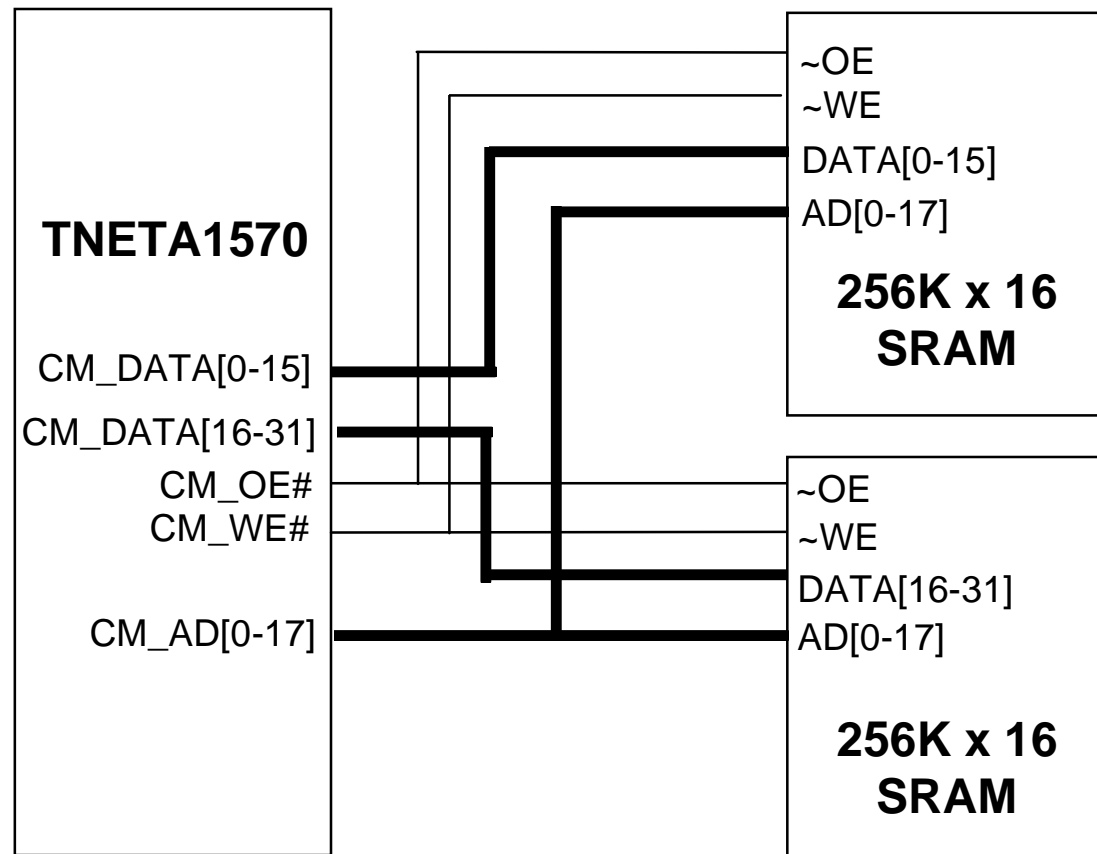 TNETA1570
CM_DATA[0-15]
CM_DATA[16-31]
CM_OE#
CM_WE#
CM_AD[0-17]
~OE
~WE
DATA[0-15]
AD[0-17]
256K x 16
SRAM
~OE
~WE
DATA[16-31]
AD[0-17]
256K x 16
SRAM